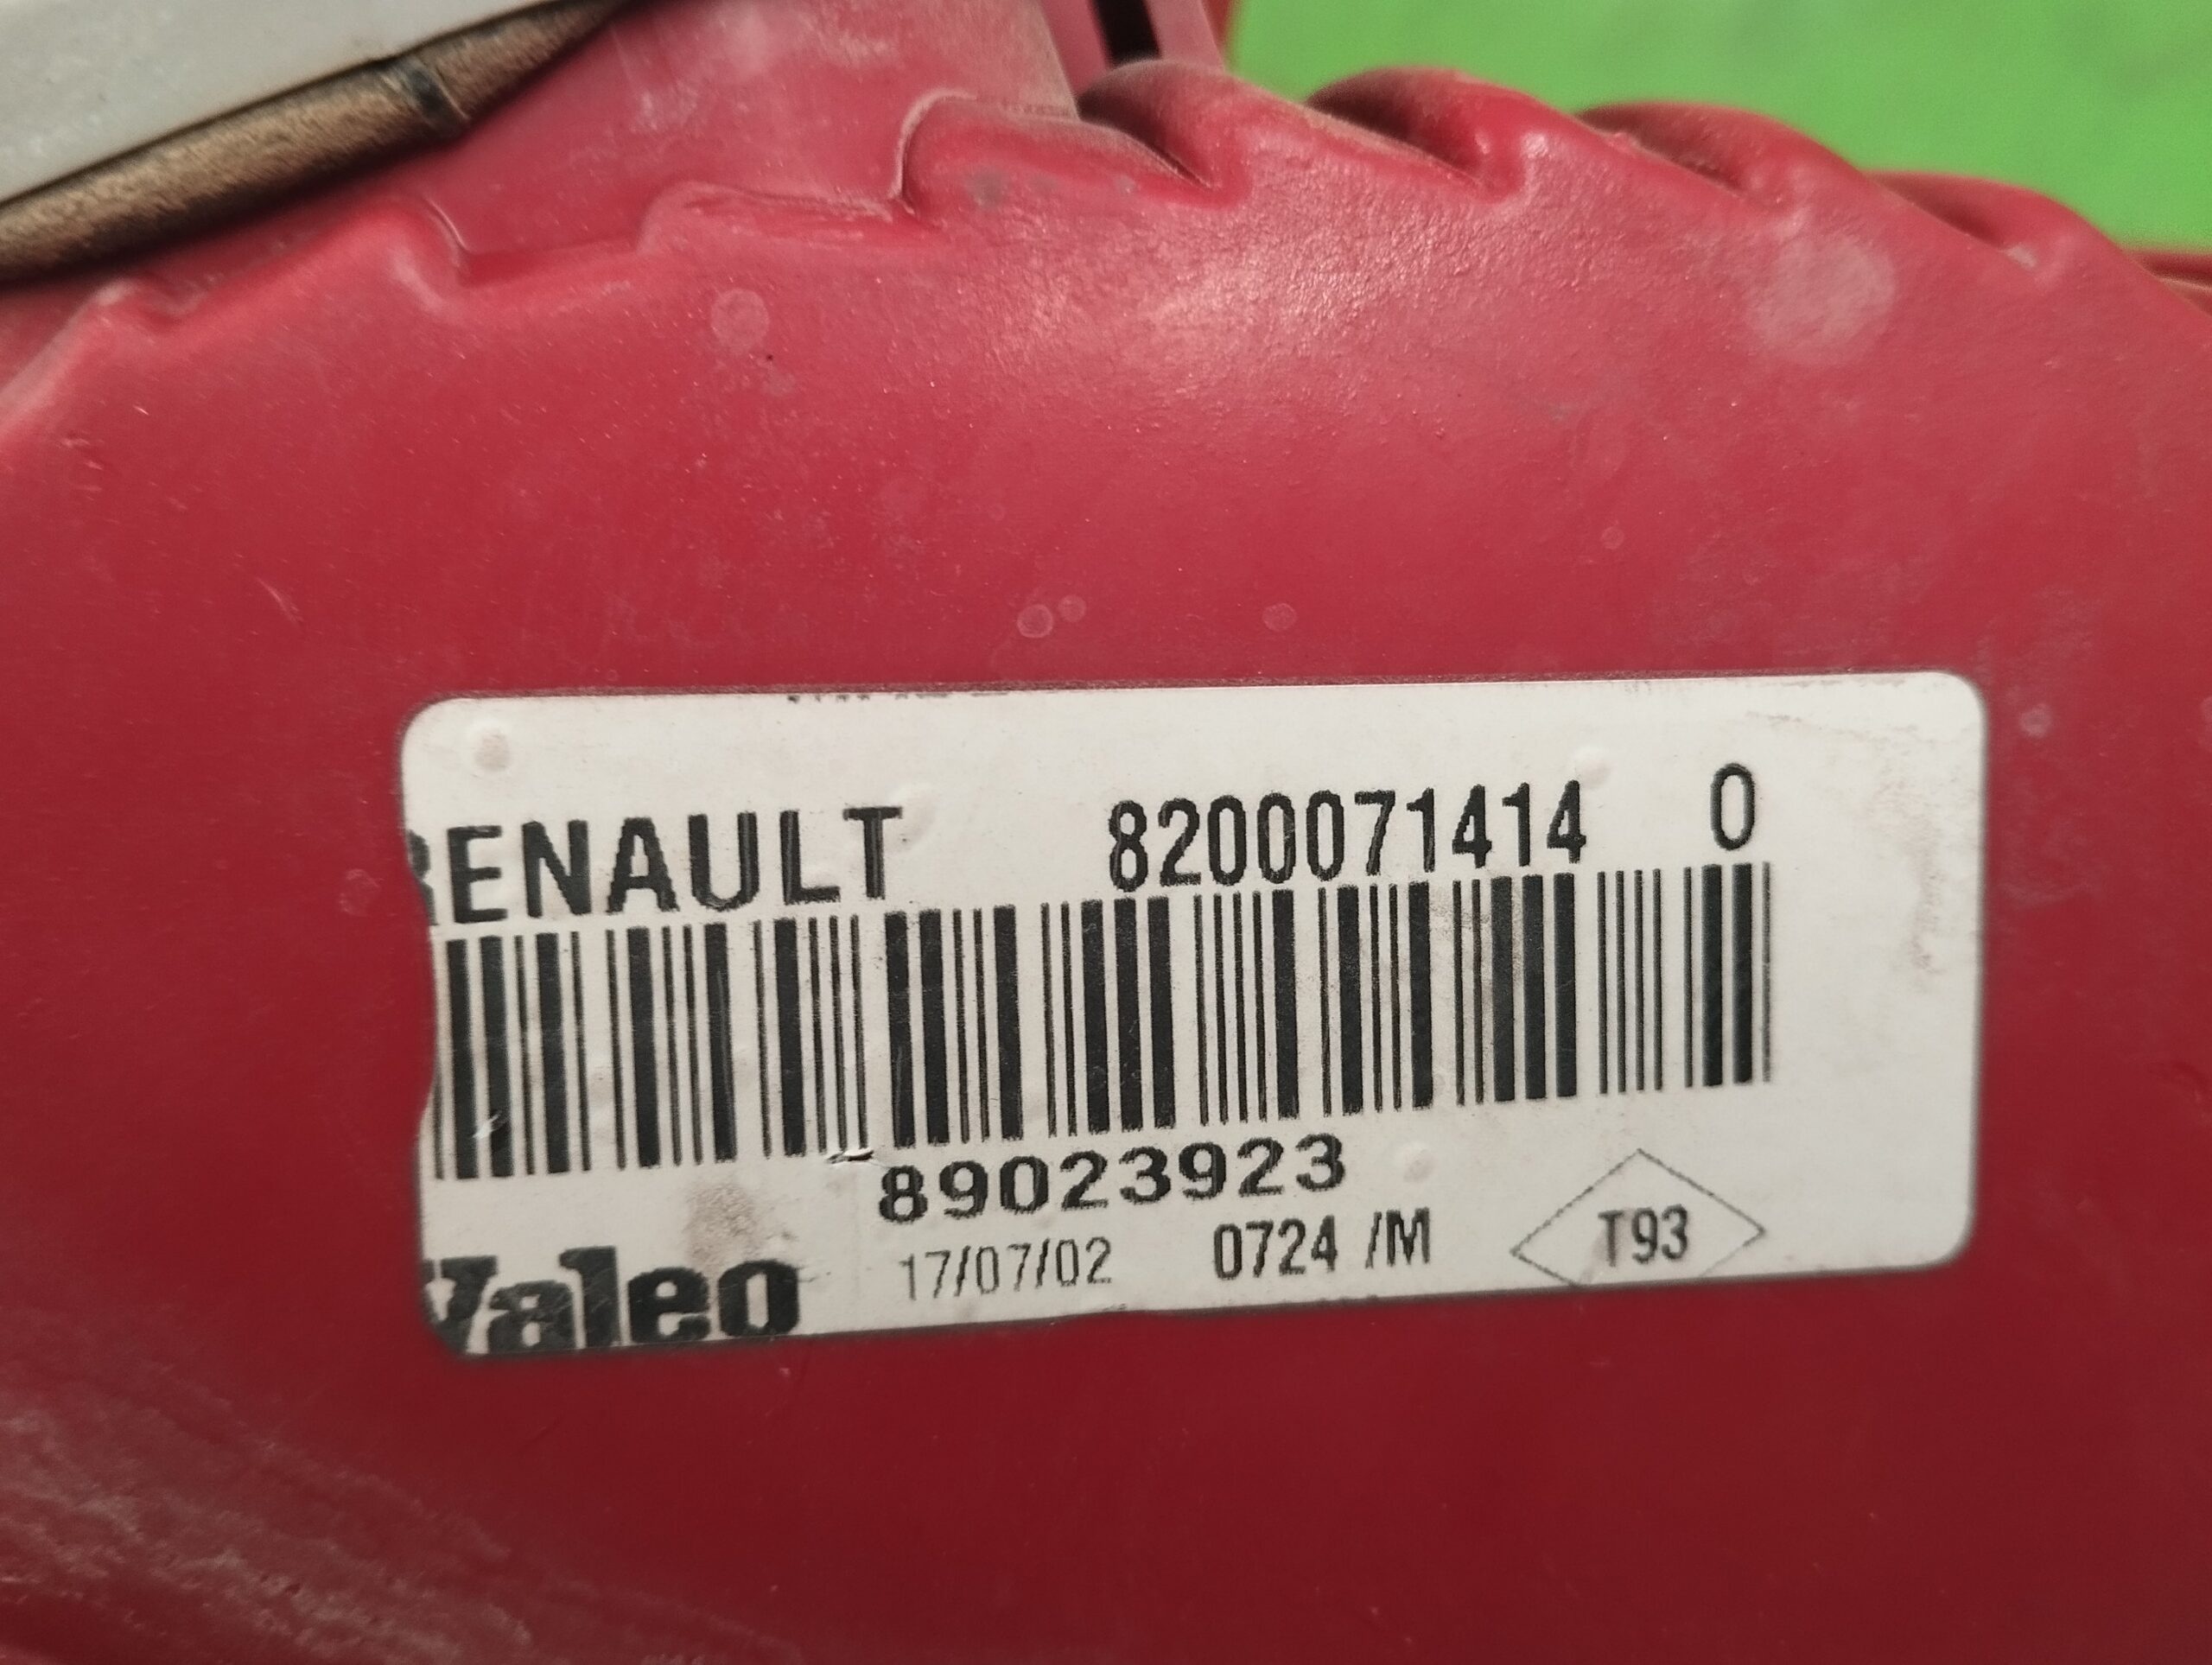 RENAULT 8200071414 0
89023923
Valeo 17/07/02 0724 /M T93